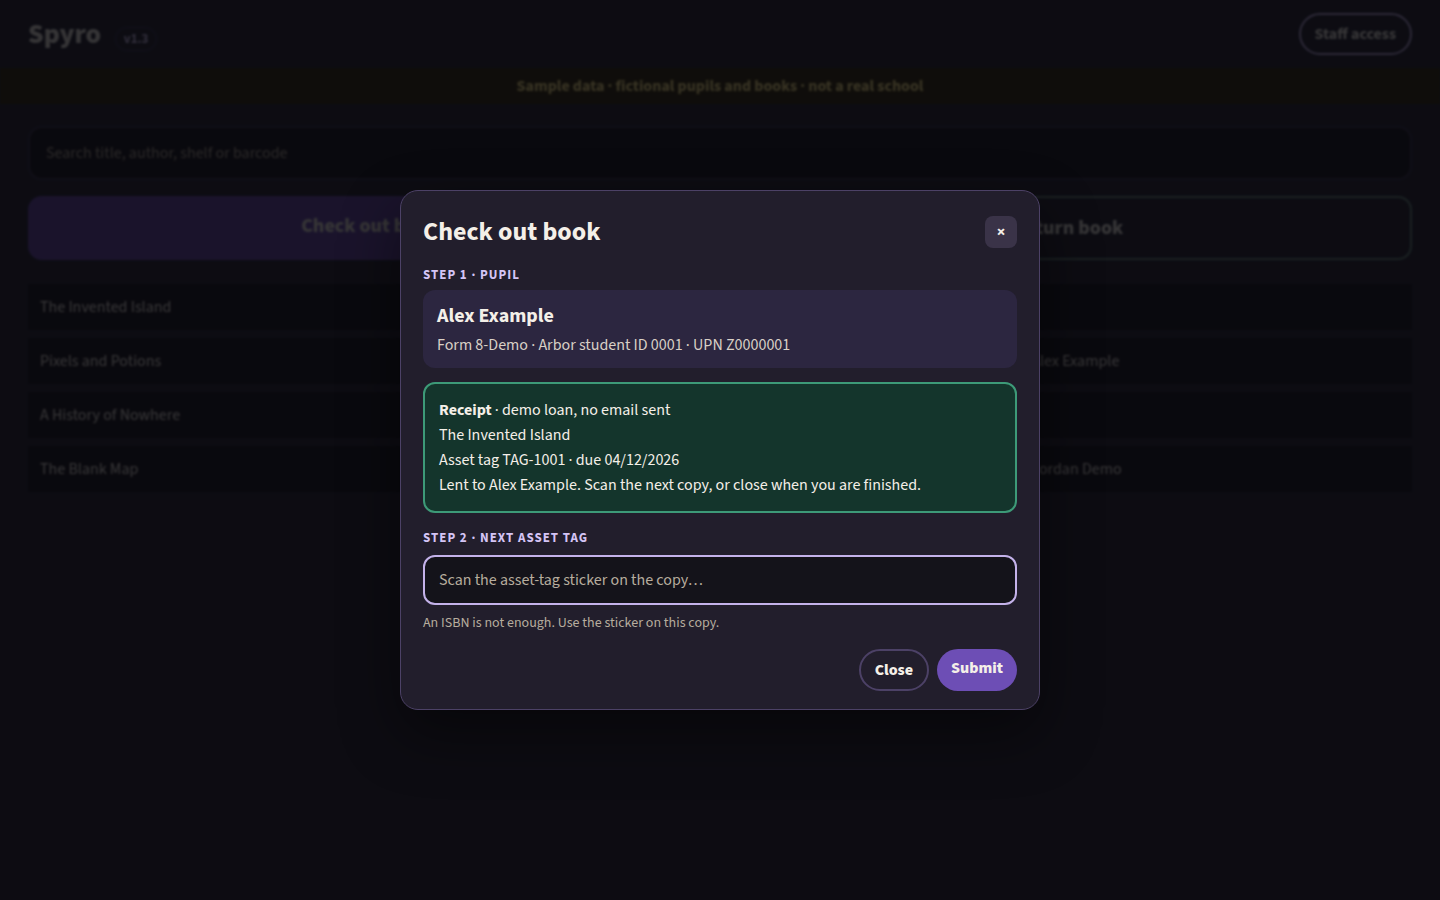 Spyro v1.3
Staff access
Sample data · fictional pupils and books · not a real school
Search title, author, shelf or barcode
Check out b
turn book
The Invented Island
Pixels and Potions
lex Example
A History of Nowhere
The Blank Map
ordan Demo
Check out book
×
STEP 1 · PUPIL
Alex Example
Form 8-Demo · Arbor student ID 0001 · UPN Z0000001
Receipt · demo loan, no email sent
The Invented Island
Asset tag TAG-1001 · due 04/12/2026
Lent to Alex Example. Scan the next copy, or close when you are finished.
STEP 2 · NEXT ASSET TAG
Scan the asset-tag sticker on the copy…
An ISBN is not enough. Use the sticker on this copy.
Close
Submit